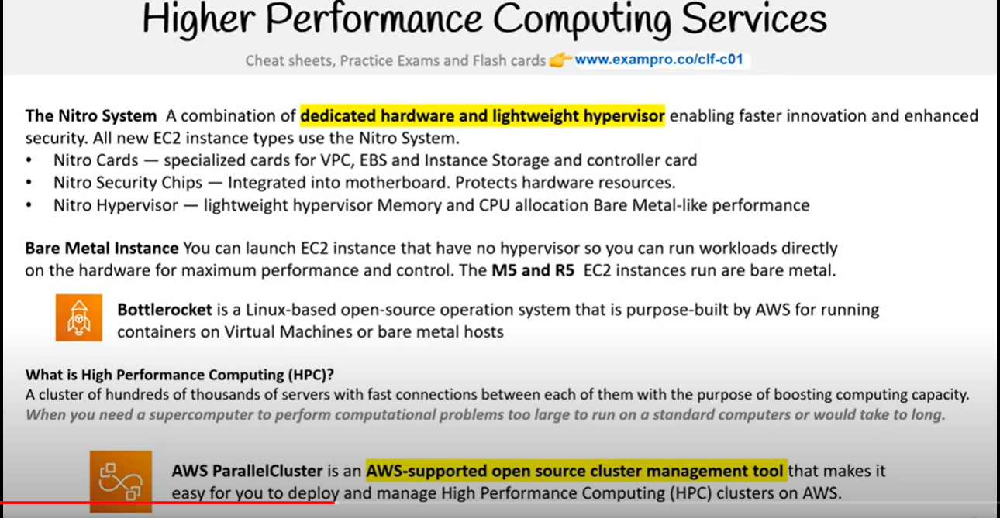 Higher Performance Computing Services
Cheat sheets, Practice Exams and Flash cards 👉 www.exampro.co/clf-c01
The Nitro System A combination of dedicated hardware and lightweight hypervisor enabling faster innovation and enhanced
security. All new EC2 instance types use the Nitro System.
• Nitro Cards — specialized cards for VPC, EBS and Instance Storage and controller card
• Nitro Security Chips — Integrated into motherboard. Protects hardware resources.
• Nitro Hypervisor — lightweight hypervisor Memory and CPU allocation Bare Metal-like performance
Bare Metal Instance You can launch EC2 instance that have no hypervisor so you can run workloads directly
on the hardware for maximum performance and control. The M5 and R5 EC2 instances run are bare metal.
Bottlerocket is a Linux-based open-source operation system that is purpose-built by AWS for running
containers on Virtual Machines or bare metal hosts
What is High Performance Computing (HPC)?
A cluster of hundreds of thousands of servers with fast connections between each of them with the purpose of boosting computing capacity.
When you need a supercomputer to perform computational problems too large to run on a standard computers or would take to long.
AWS ParallelCluster is an AWS-supported open source cluster management tool that makes it
easy for you to deploy and manage High Performance Computing (HPC) clusters on AWS.